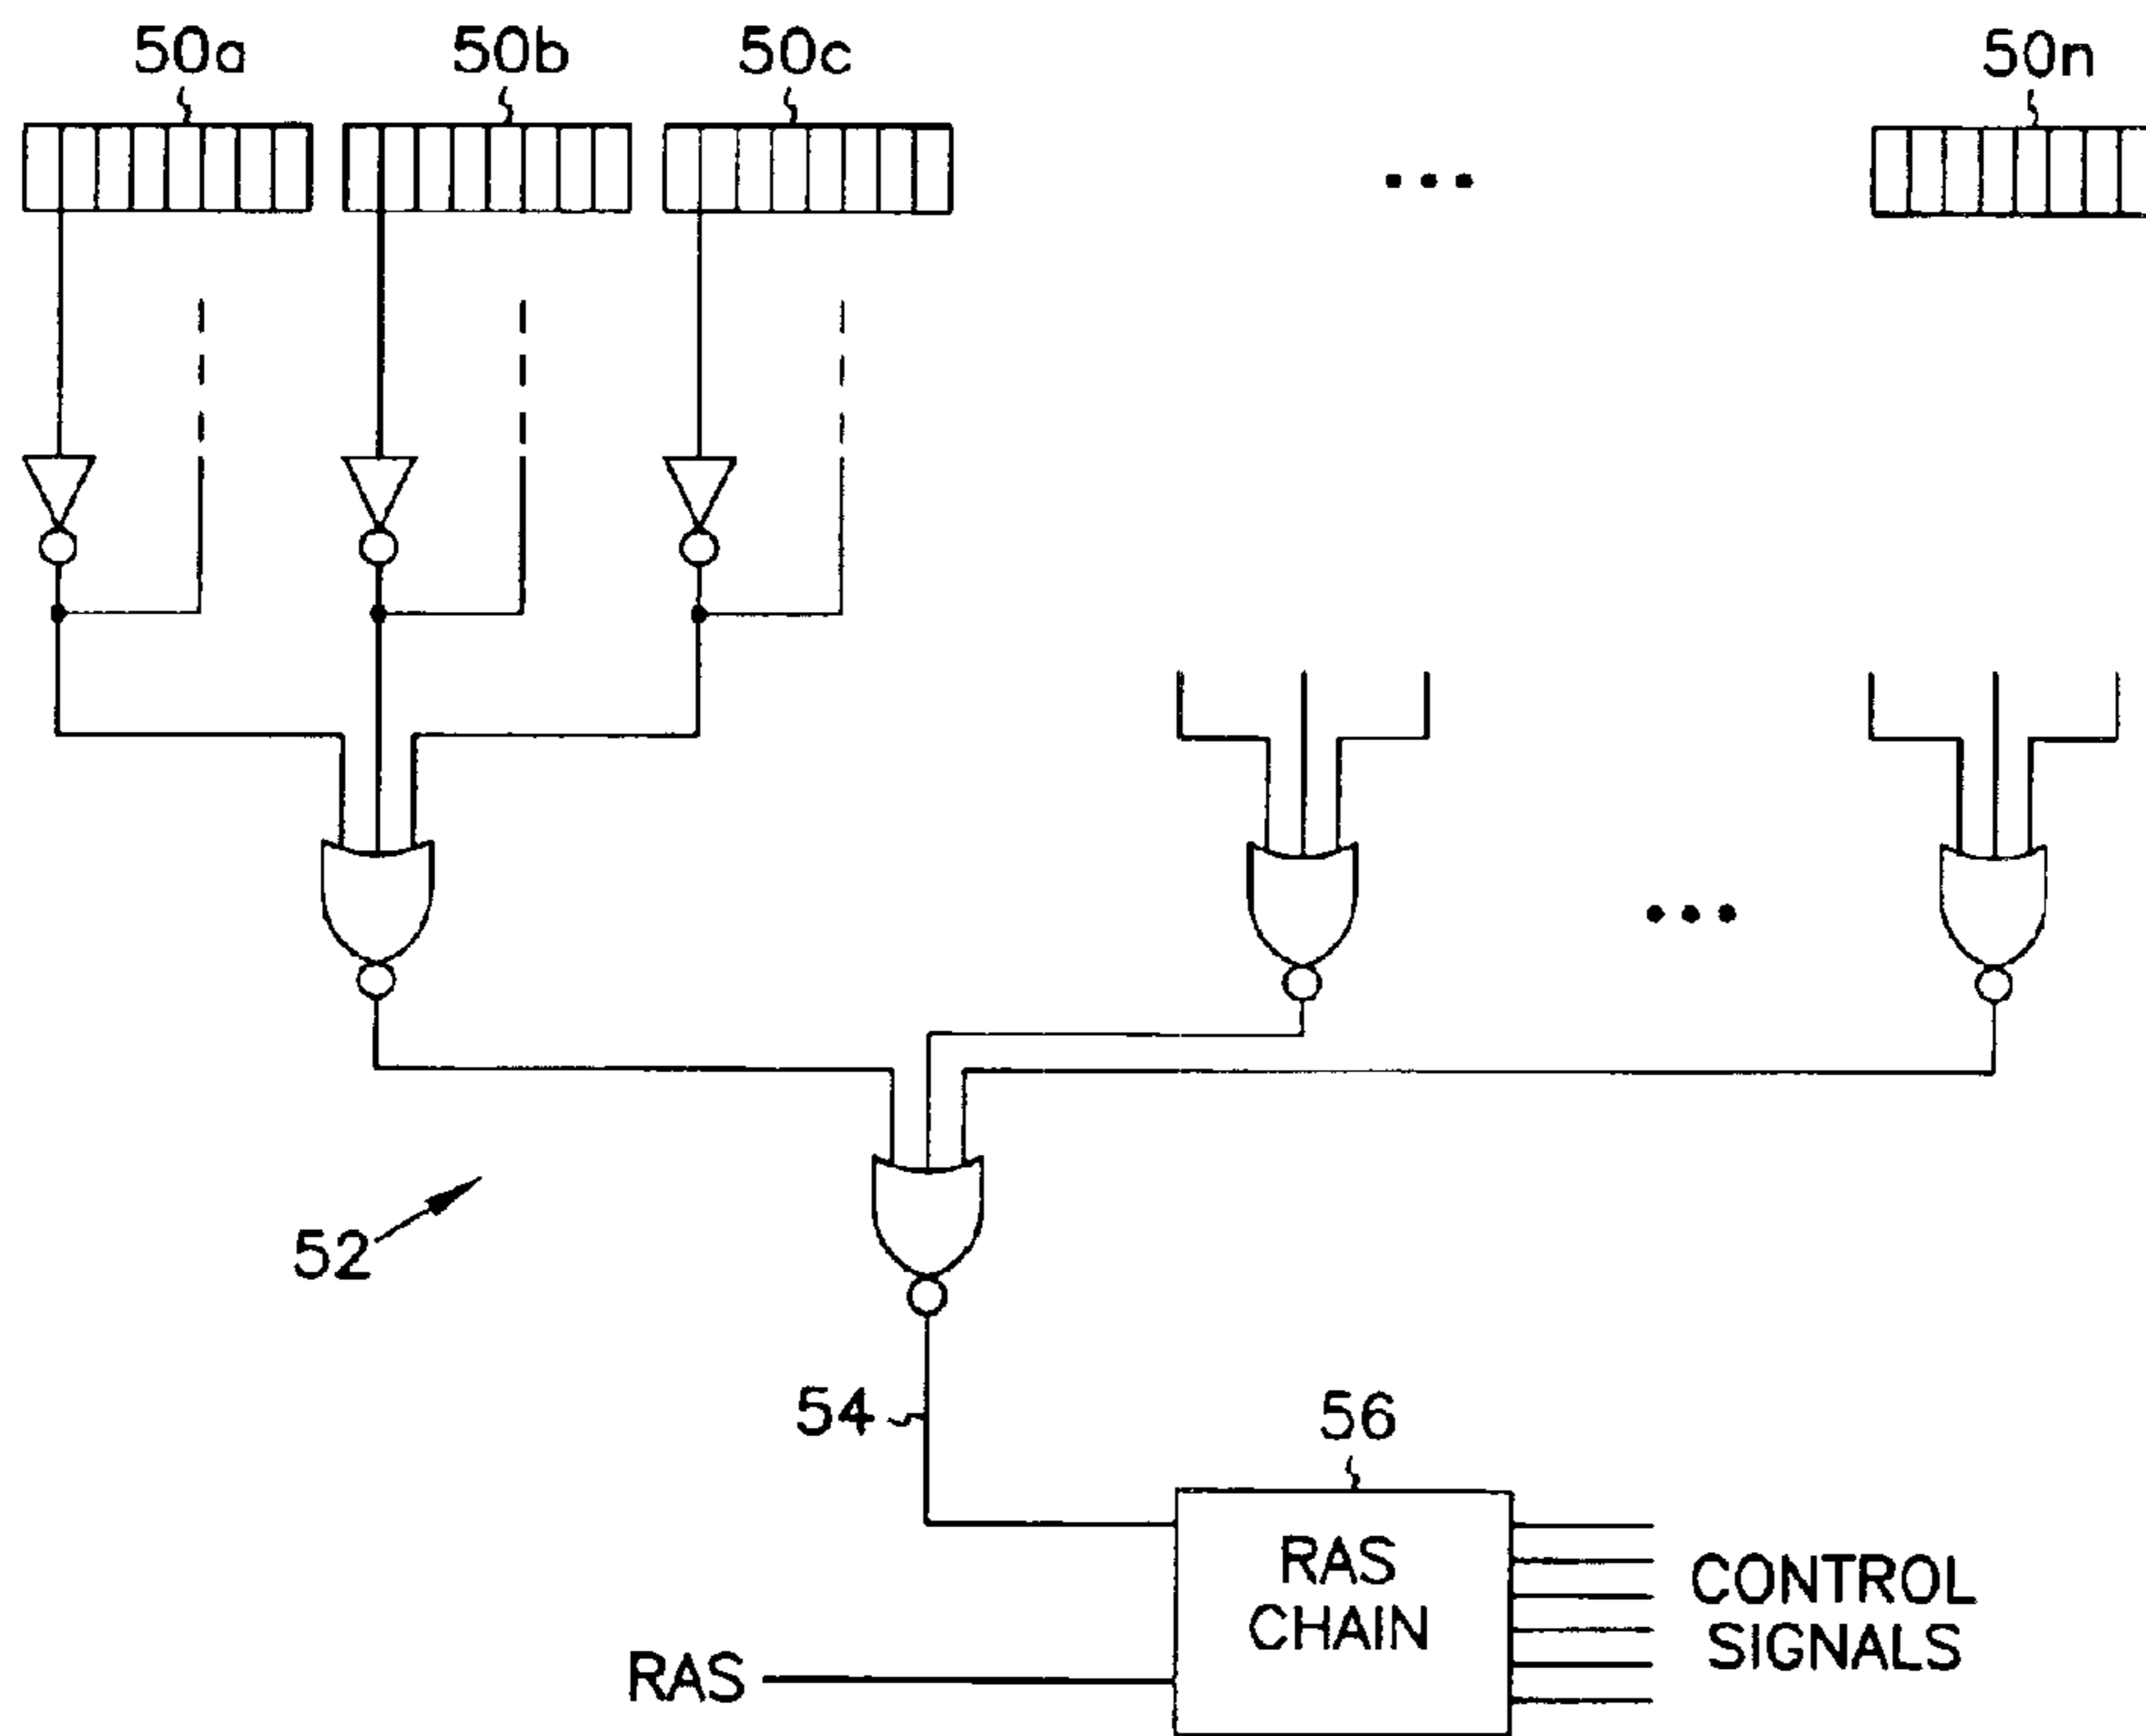 50a 50b 50c 50n
52
54
56
RAS
CHAIN
CONTROL
SIGNALS
RAS